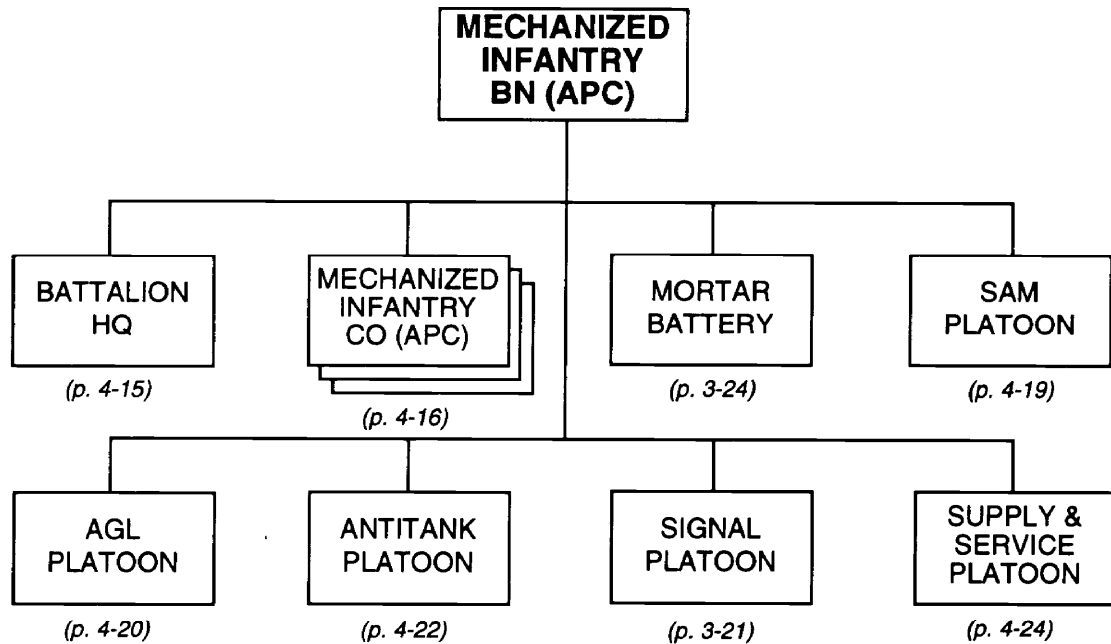 MECHANIZED
INFANTRY
BN (APC)
BATTALION
HQ
(p. 4-15)
MECHANIZED
INFANTRY
CO (APC)
(p. 4-16)
MORTAR
BATTERY
(p. 3-24)
SAM
PLATOON
(p. 4-19)
AGL
PLATOON
(p. 4-20)
ANTITANK
PLATOON
(p. 4-22)
SIGNAL
PLATOON
(p. 3-21)
SUPPLY &
SERVICE
PLATOON
(p. 4-24)